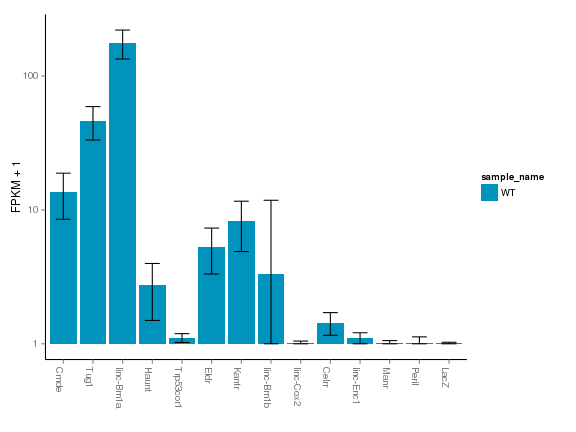 FPKM + 1
100
10
1
Crnde
Tug1
linc-Brn1a
Haunt
Trp53cor1
Eldr
Kantr
linc-Brn1b
linc-Cox2
Celrr
linc-Enc1
Manr
Peril
LacZ
sample_name
WT